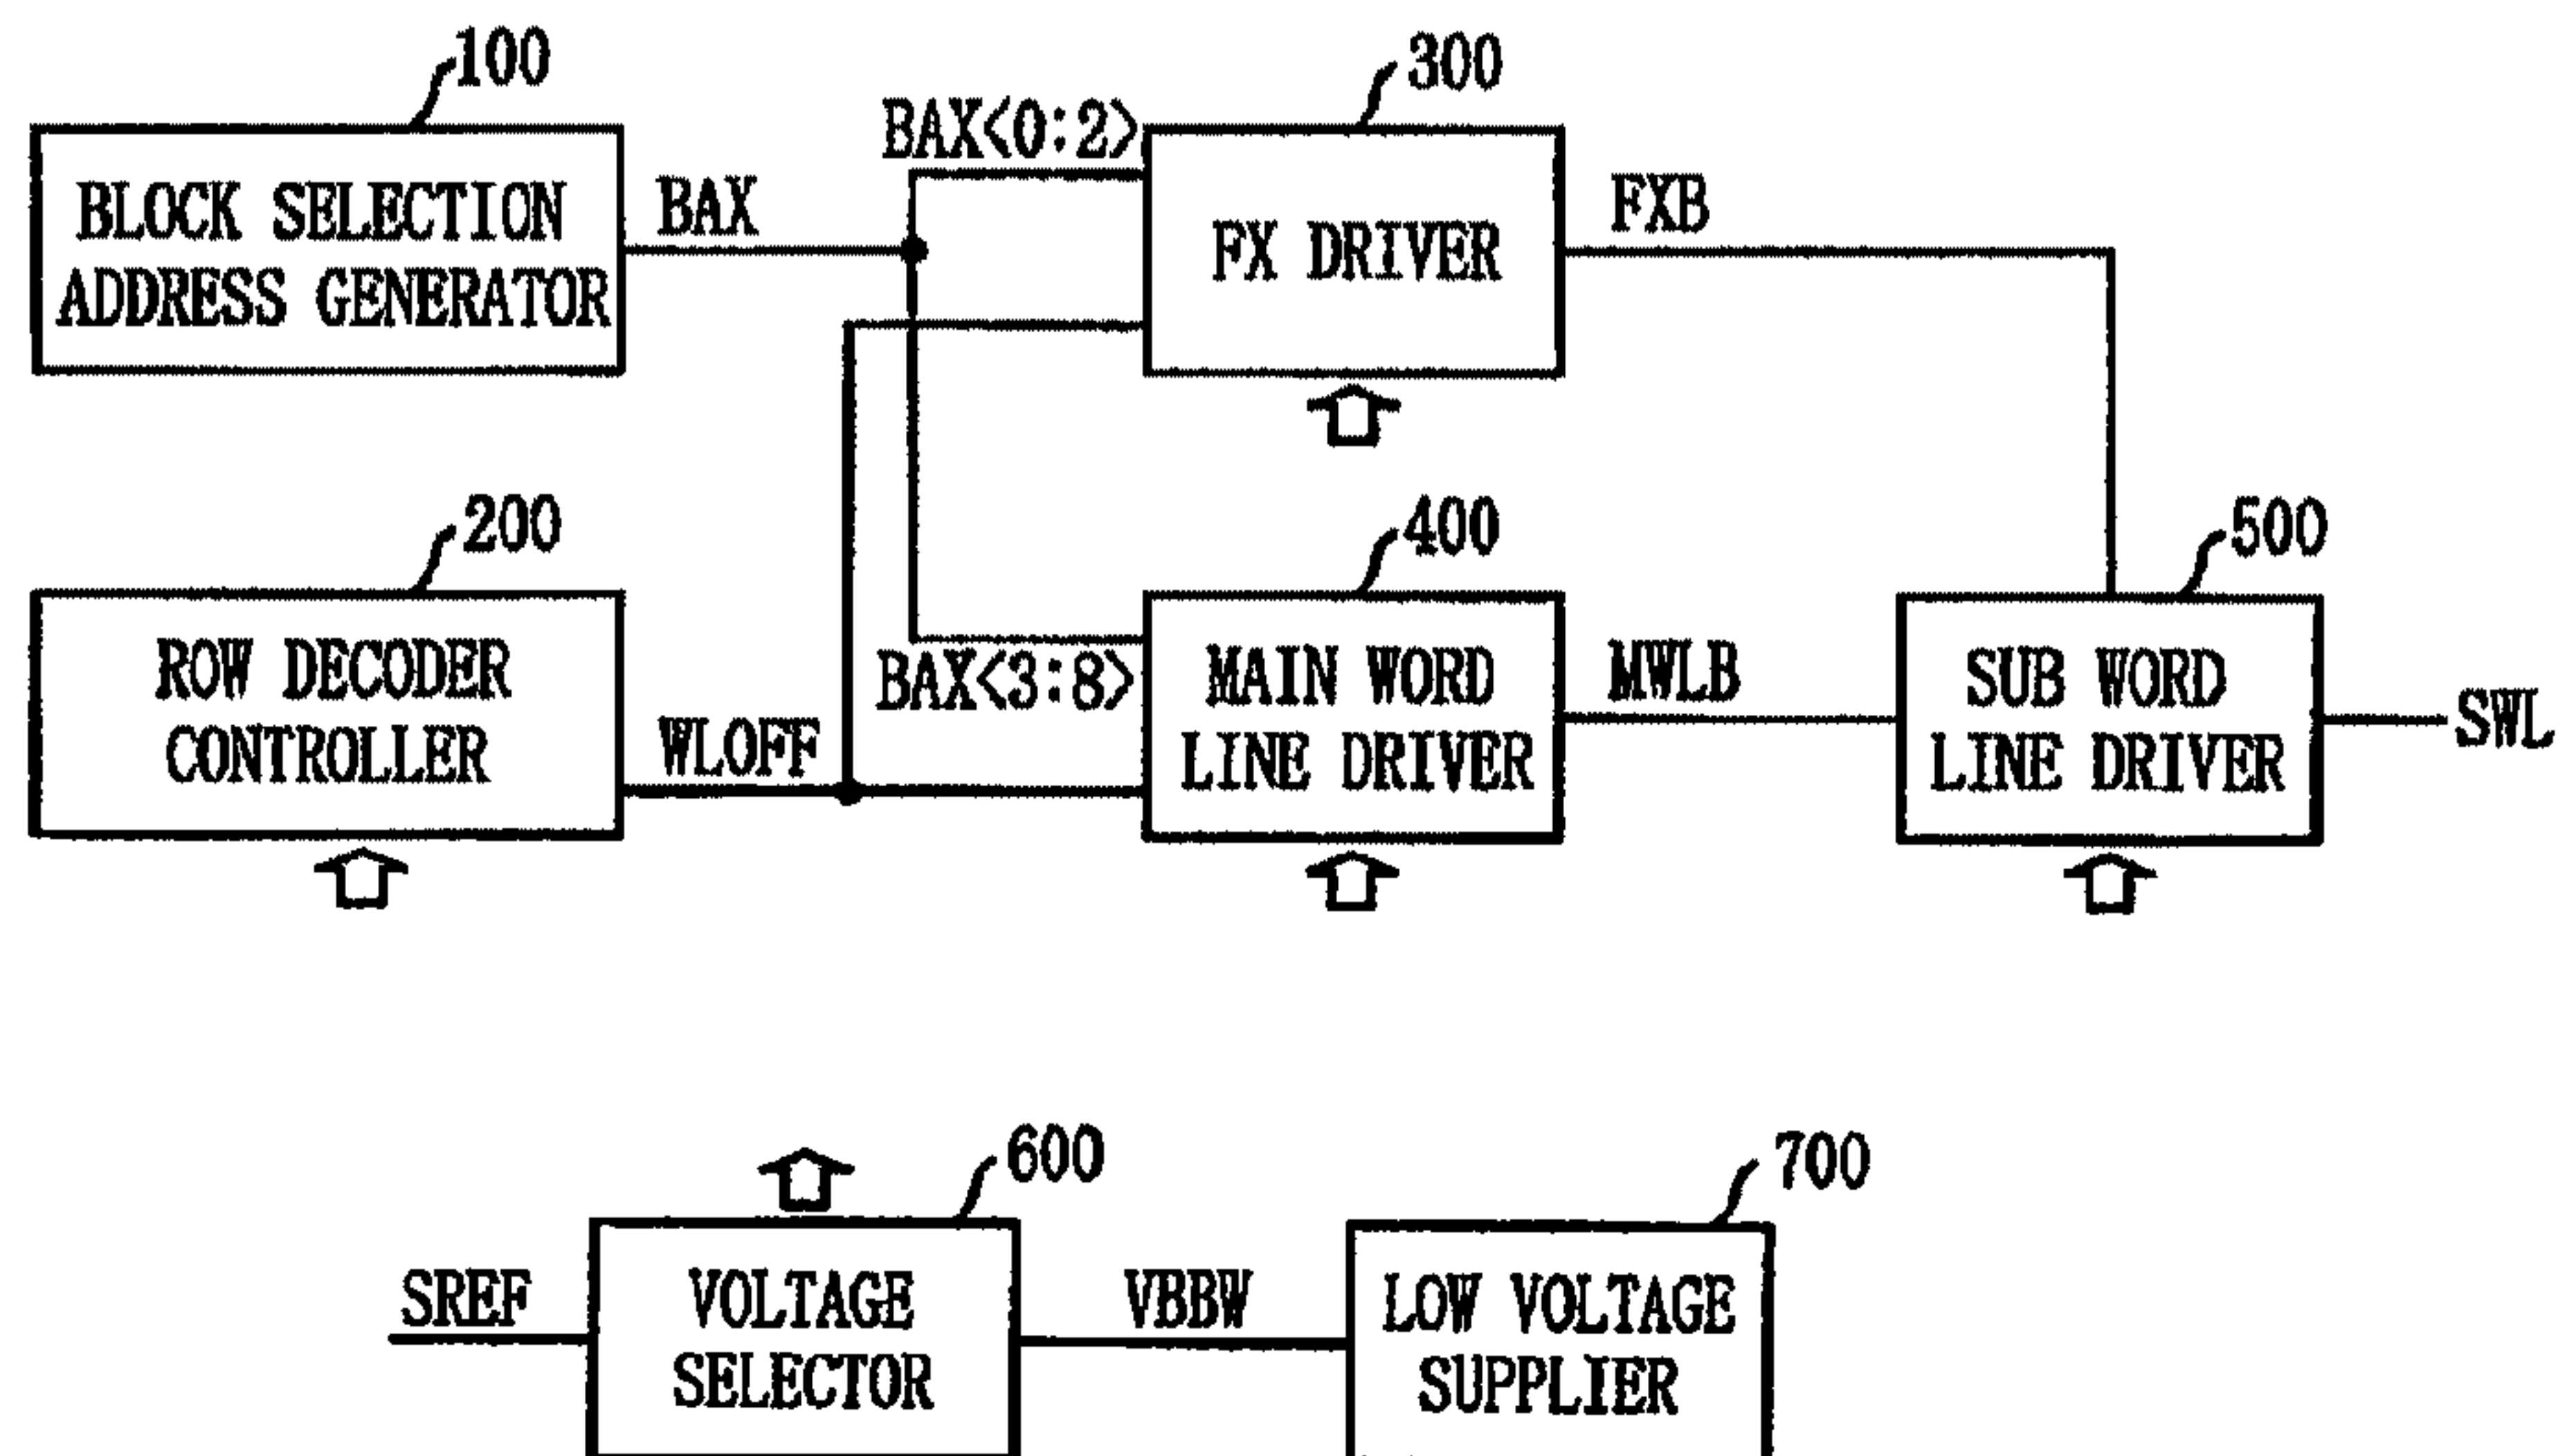 100
BLOCK SELECTION
ADDRESS GENERATOR
BAX
BAX<0:2>
300
FX DRIVER
FXB
200
ROW DECODER
CONTROLLER
WLOFF
BAX<3:8>
400
MAIN WORD
LINE DRIVER
MWLB
500
SUB WORD
LINE DRIVER
SWL
600
SREF
VOLTAGE
SELECTOR
VBBW
700
LOW VOLTAGE
SUPPLIER